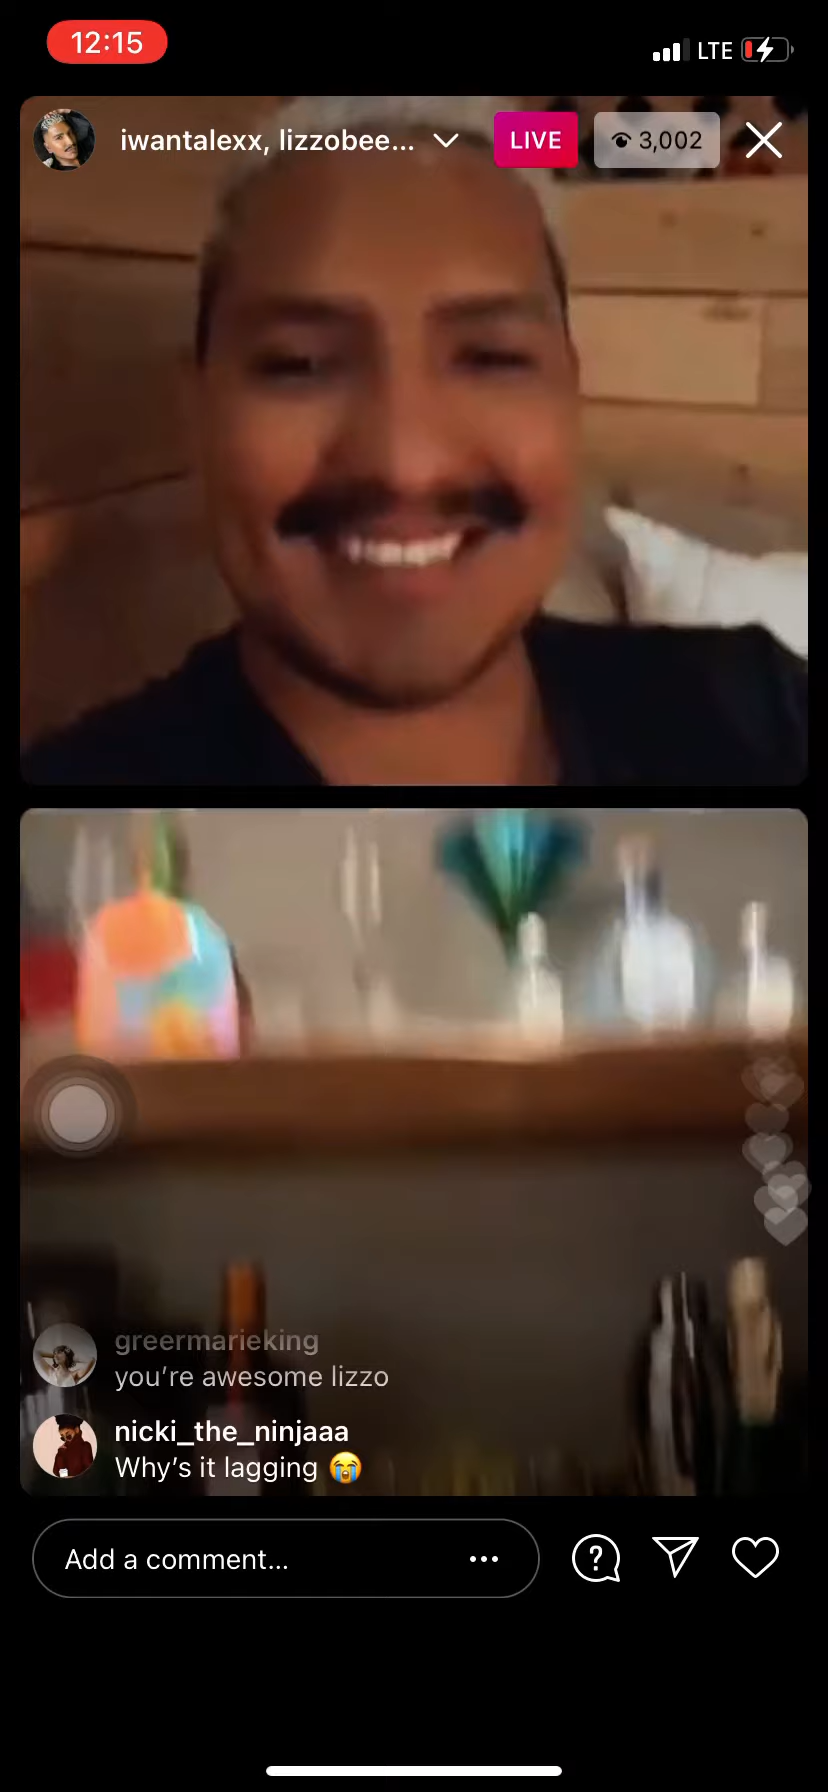 12:15
LTE
iwantalexx, lizzobee...
LIVE
3,002
greermarieking
you're awesome lizzo
nicki_the_ninjaaa
Why's it lagging 😭
Add a comment...